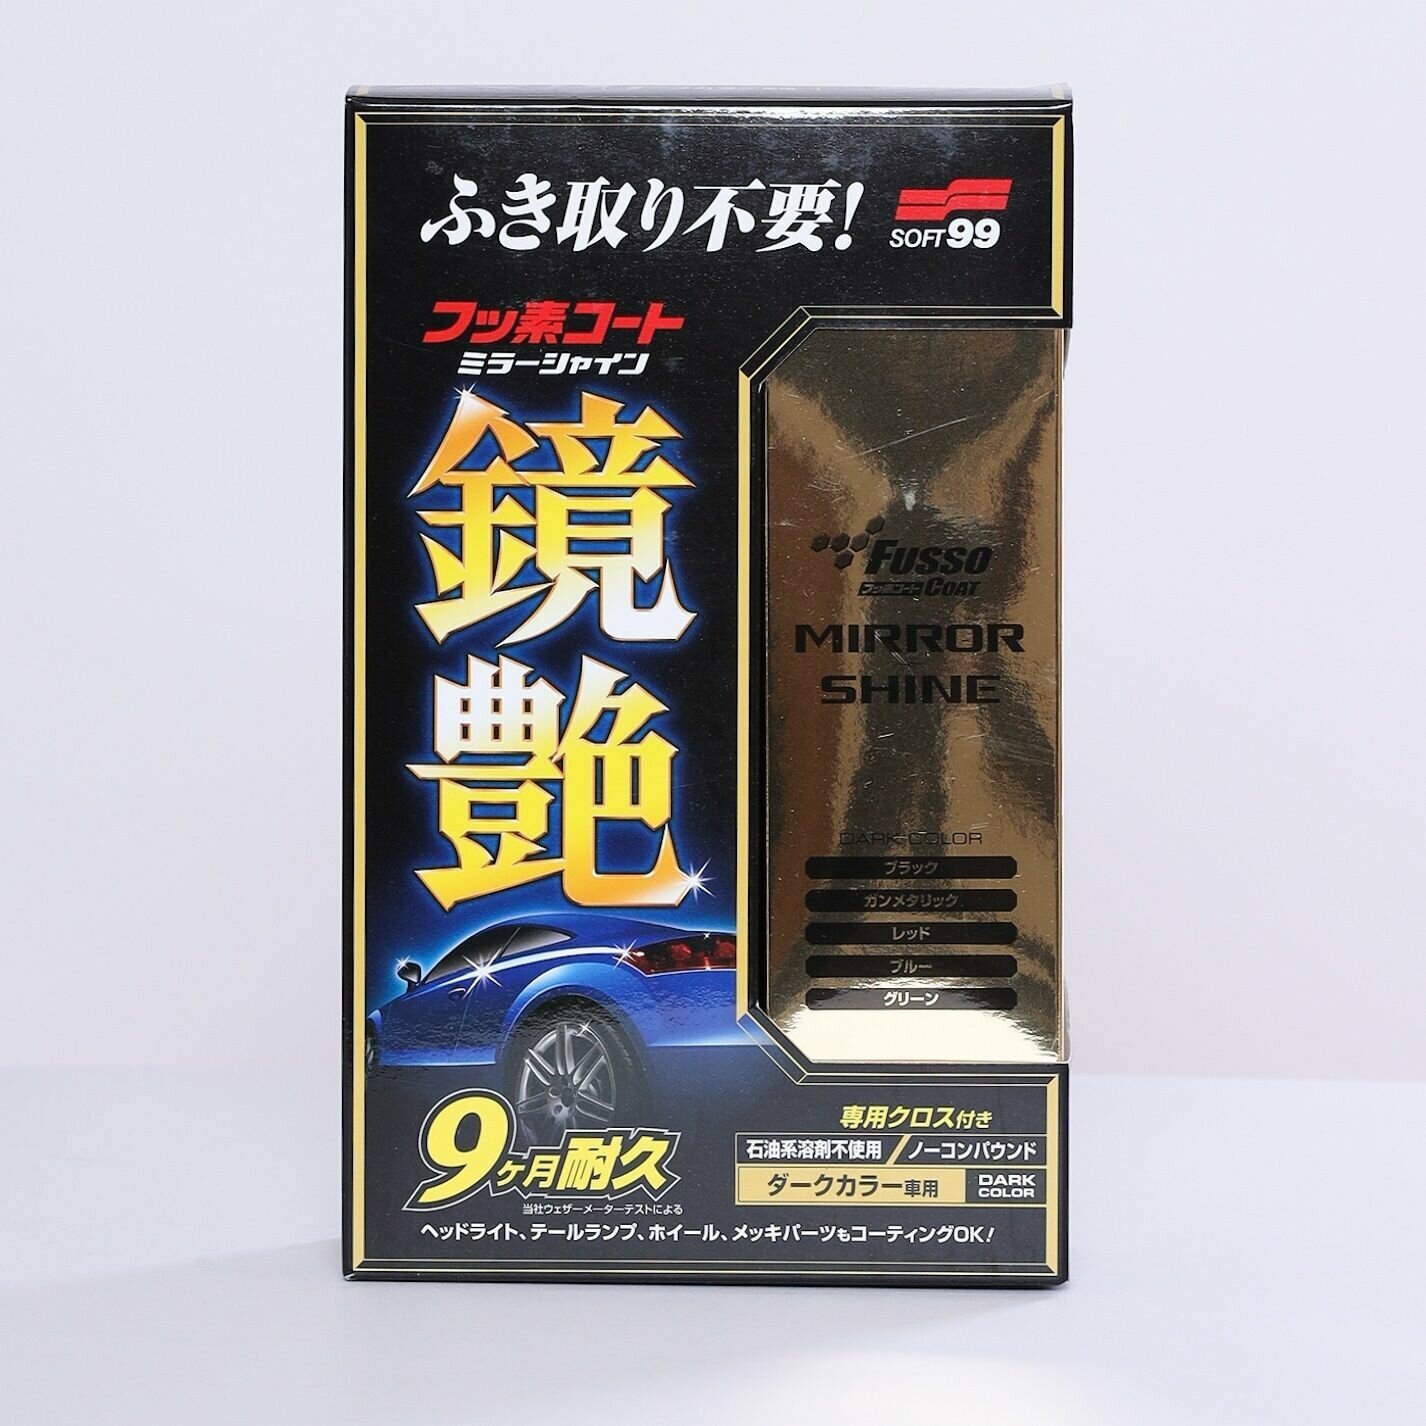 ふき取り不要!
SOFT99
フッ素コート
ミラーシャイン
鏡艶
FUSSO
フッ素コート COAT
MIRROR
SHINE
DARK COLOR
ブラック
ガンメタリック
レッド
ブルー
グリーン
9ヶ月耐久
当社ウェザーメーターテストによる
専用クロス付き
石油系溶剤不使用/ノーコンパウンド
ダークカラー車用 DARK COLOR
ヘッドライト、テールランプ、ホイール、メッキパーツもコーティングOK!